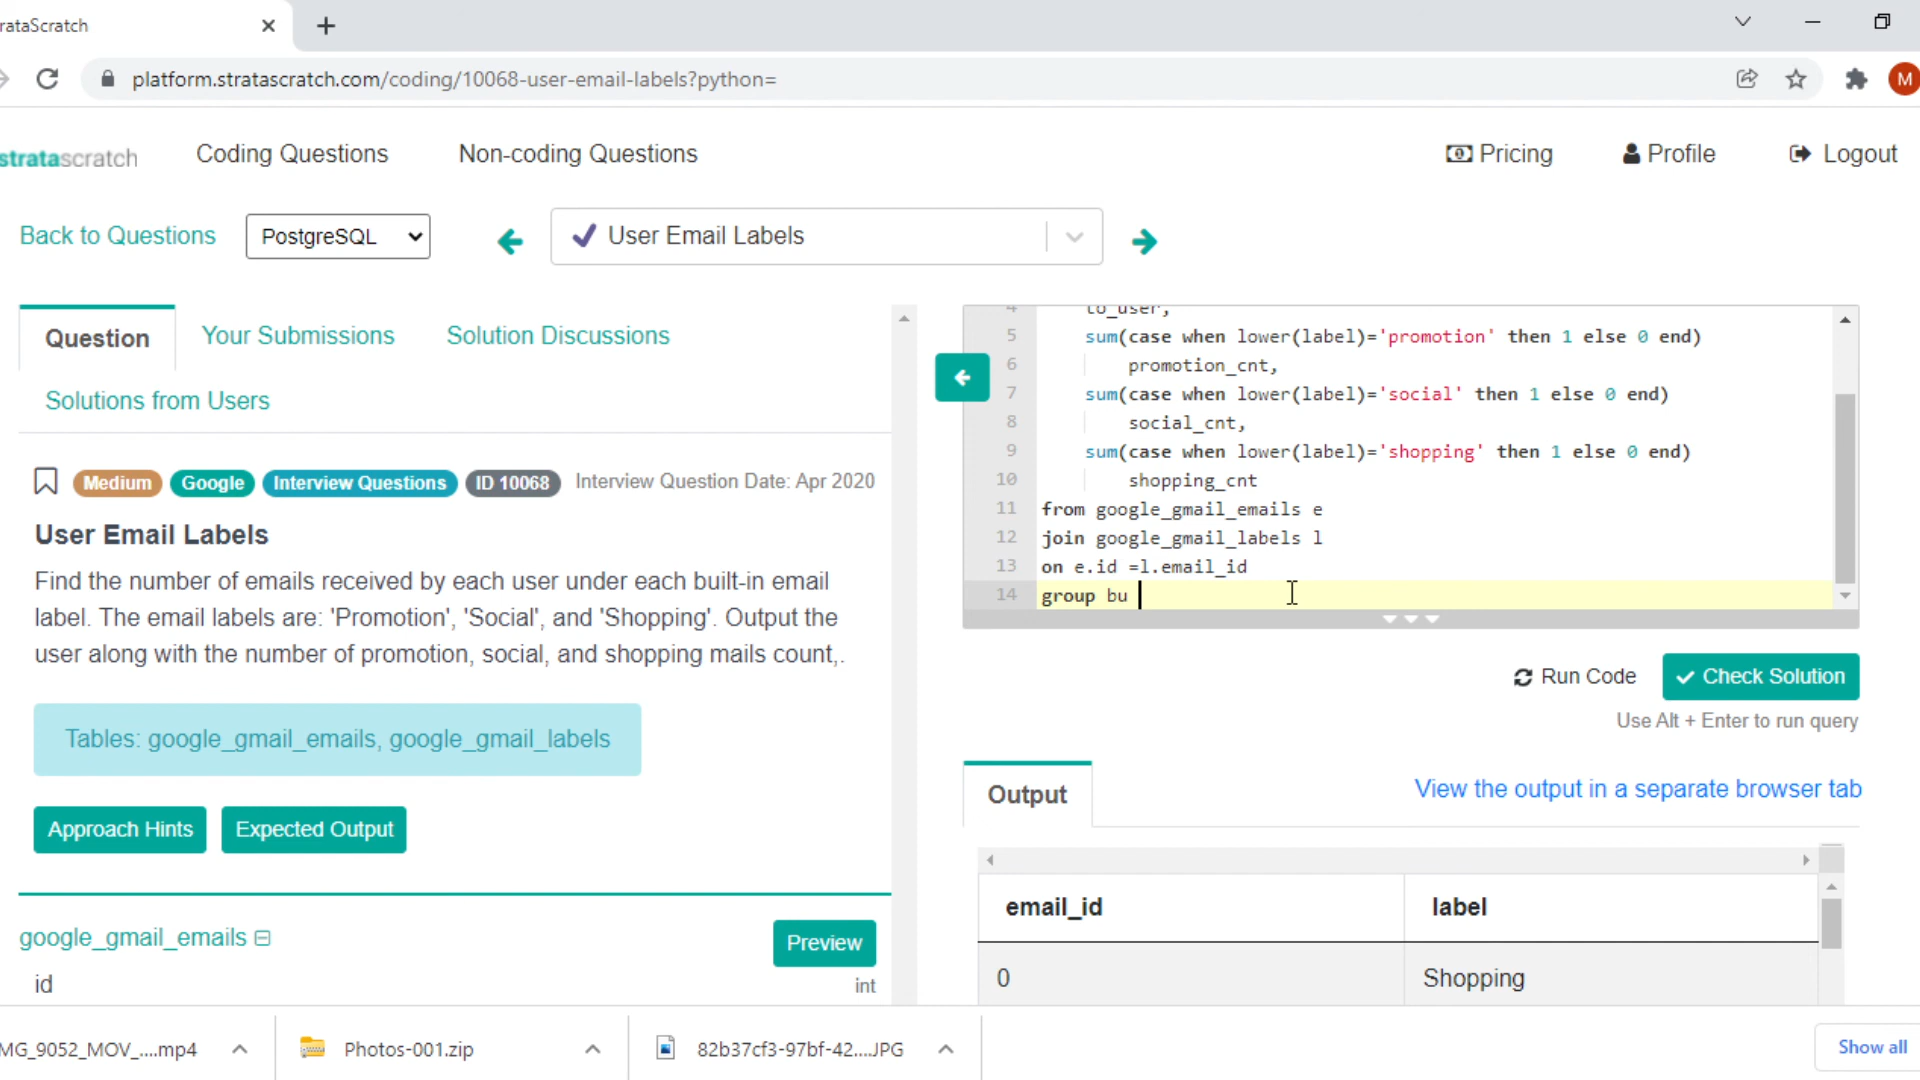 rataScratch
platform.stratascratch.com/coding/10068-user-email-labels?python=
M
stratascratch
Coding Questions
Non-coding Questions
Pricing
Profile
Logout
Back to Questions
PostgreSQL
User Email Labels
Question
Your Submissions
Solution Discussions
Solutions from Users
Medium
Google
Interview Questions
ID 10068
Interview Question Date: Apr 2020
User Email Labels
Find the number of emails received by each user under each built-in email
label. The email labels are: 'Promotion', 'Social', and 'Shopping'. Output the
user along with the number of promotion, social, and shopping mails count,.
Tables: google_gmail_emails, google_gmail_labels
Approach Hints
Expected Output
google_gmail_emails
Preview
id
int
4 to_user,
5 sum(case when lower(label)='promotion' then 1 else 0 end)
6 promotion_cnt,
7 sum(case when lower(label)='social' then 1 else 0 end)
8 social_cnt,
9 sum(case when lower(label)='shopping' then 1 else 0 end)
10 shopping_cnt
11 from google_gmail_emails e
12 join google_gmail_labels l
13 on e.id =l.email_id
14 group bu
Run Code
Check Solution
Use Alt + Enter to run query
Output
View the output in a separate browser tab
email_id
label
0
Shopping
MG_9052_MOV_....mp4
Photos-001.zip
82b37cf3-97bf-42....JPG
Show all